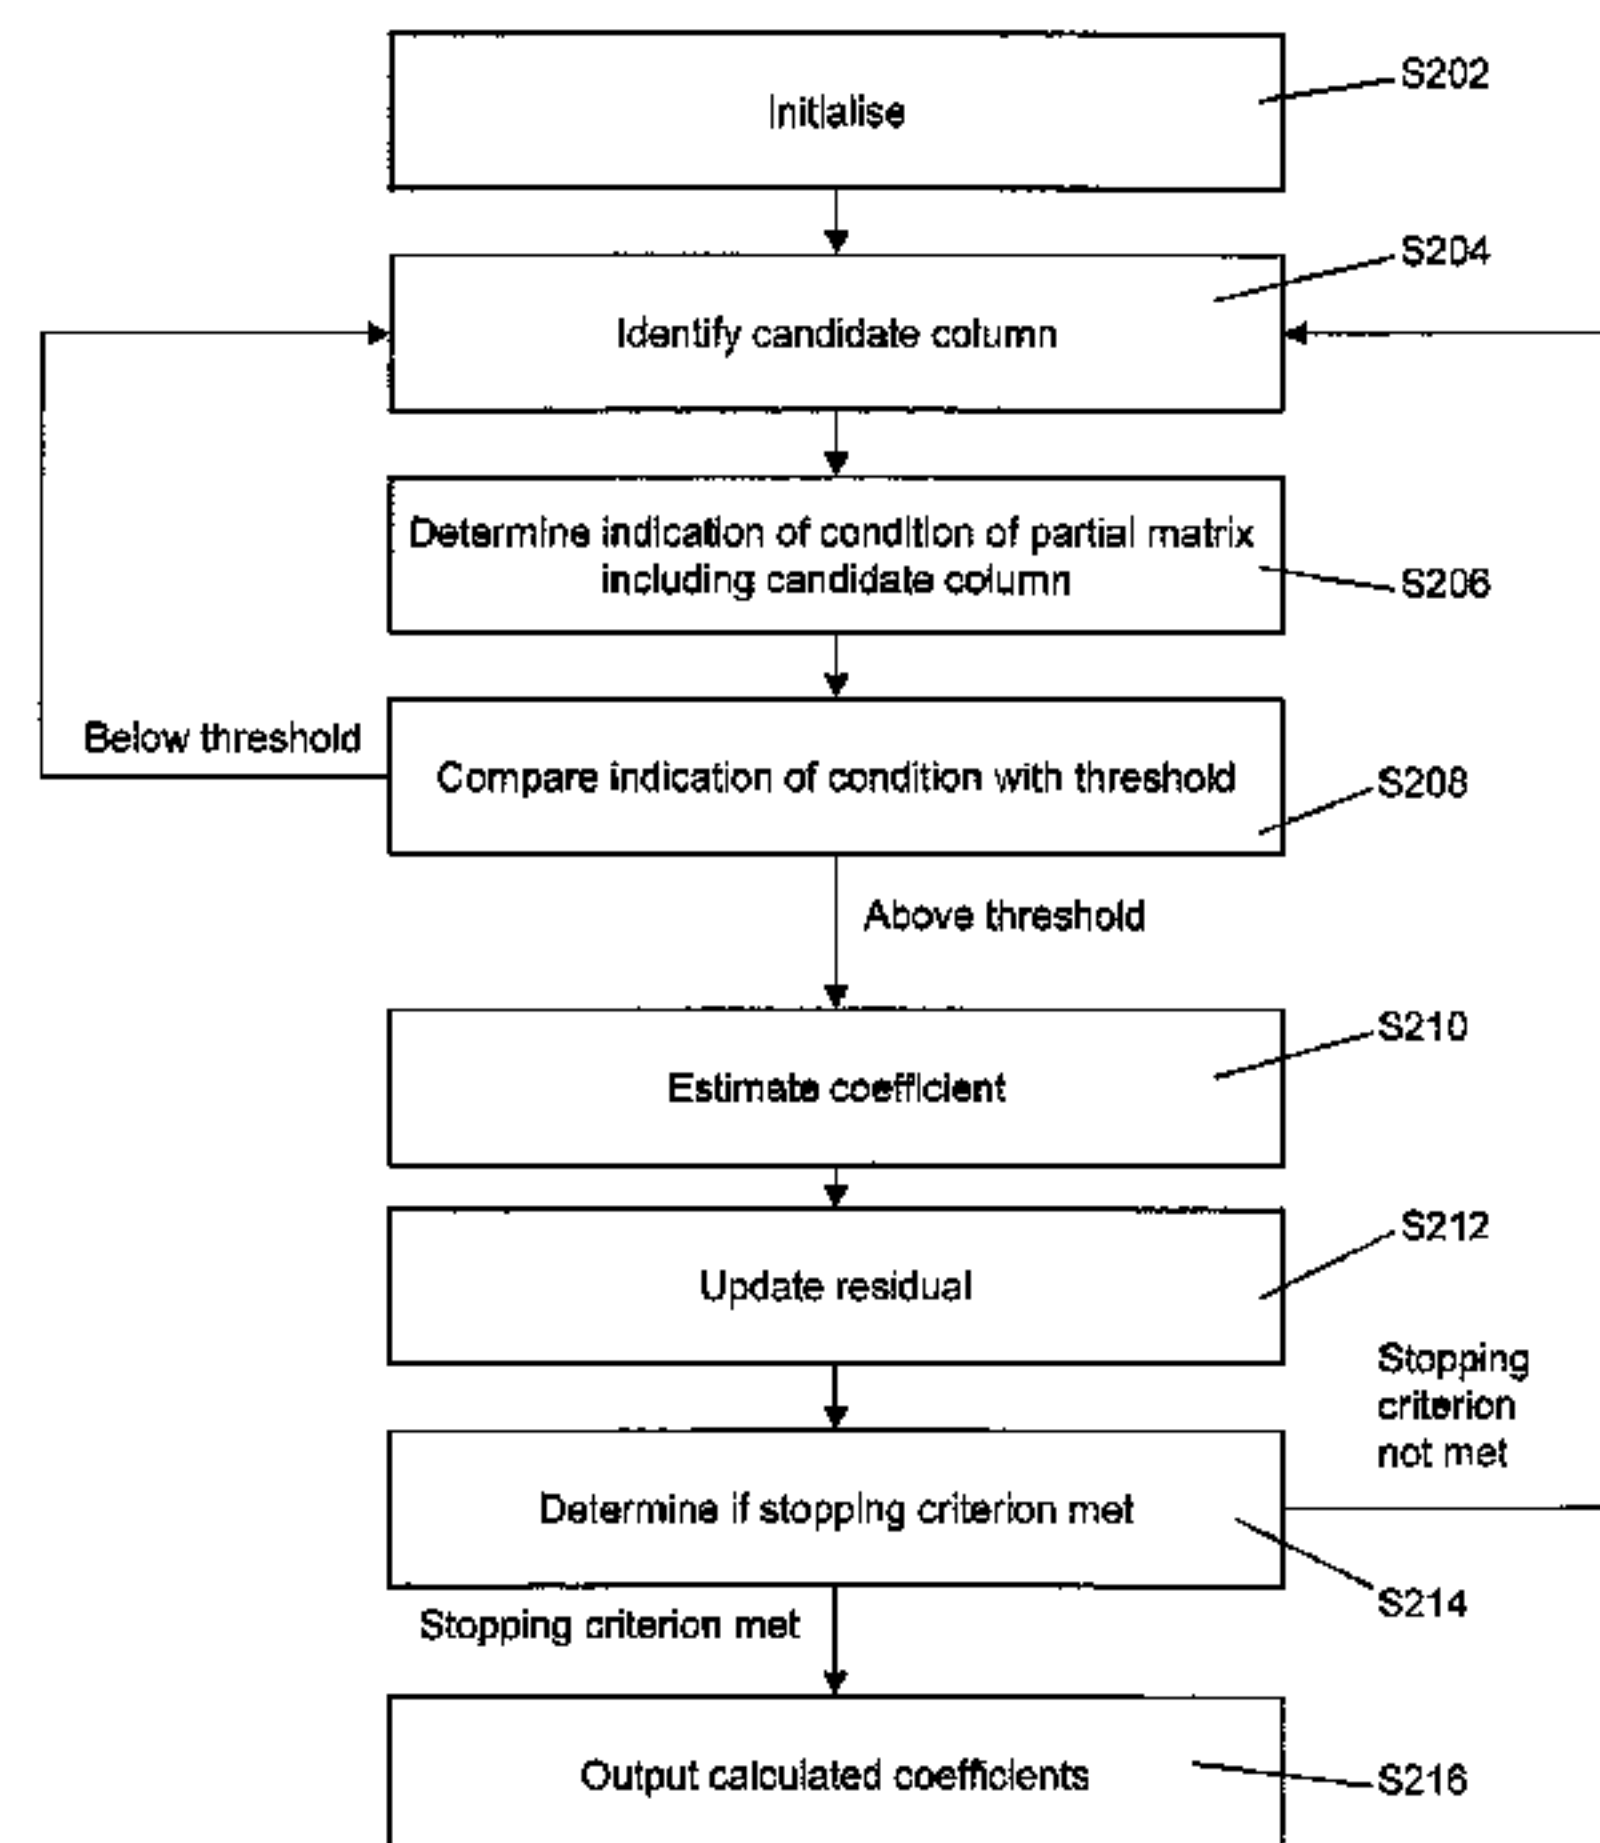 Initialise
S202
Identify candidate column
S204
Determine indication of condition of partial matrix
including candidate column
S206
Below threshold
Compare indication of condition with threshold
S208
Above threshold
Estimate coefficient
S210
Update residual
S212
Stopping
criterion
not met
Determine if stopping criterion met
S214
Stopping criterion met
Output calculated coefficients
S216